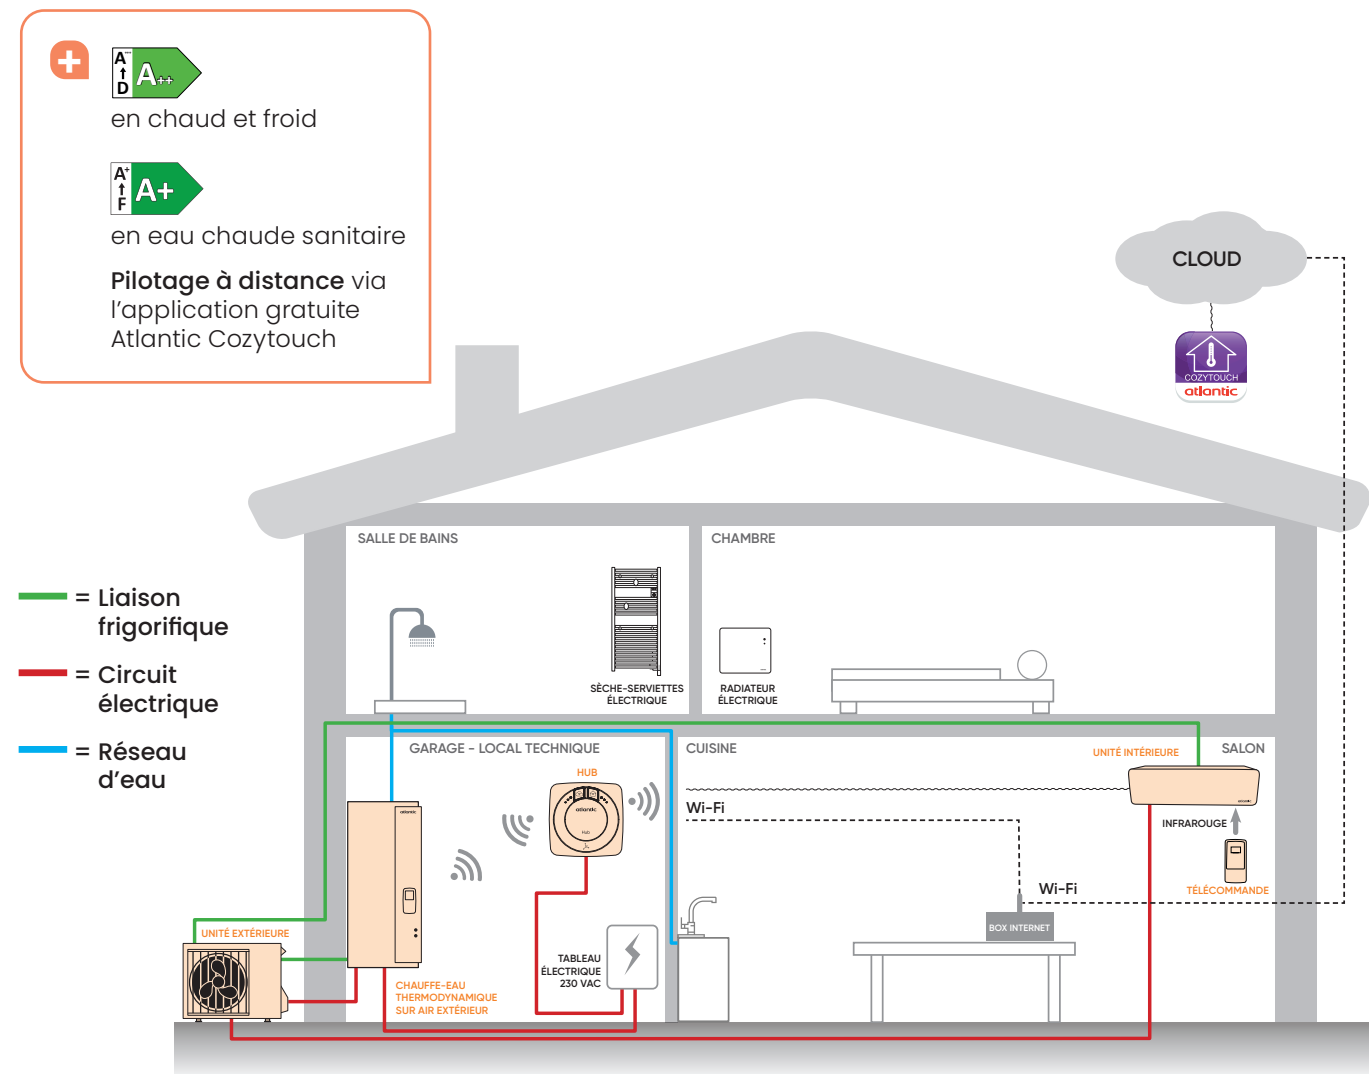 A+++
D
A++
en chaud et froid
A+
F
A+
en eau chaude sanitaire
Pilotage à distance via
l'application gratuite
Atlantic Cozytouch
CLOUD
COZYTOUCH
atlantic
= Liaison
frigorifique
= Circuit
électrique
= Réseau
d'eau
SALLE DE BAINS
CHAMBRE
SÈCHE-SERVIETTES
ÉLECTRIQUE
RADIATEUR
ÉLECTRIQUE
GARAGE - LOCAL TECHNIQUE
CUISINE
UNITÉ INTÉRIEURE
SALON
HUB
atlantic
Hub
atlantic
Wi-Fi
INFRAROUGE
TÉLÉCOMMANDE
Wi-Fi
BOX INTERNET
UNITÉ EXTÉRIEURE
TABLEAU
ÉLECTRIQUE
230 VAC
CHAUFFE-EAU
THERMODYNAMIQUE
SUR AIR EXTÉRIEUR